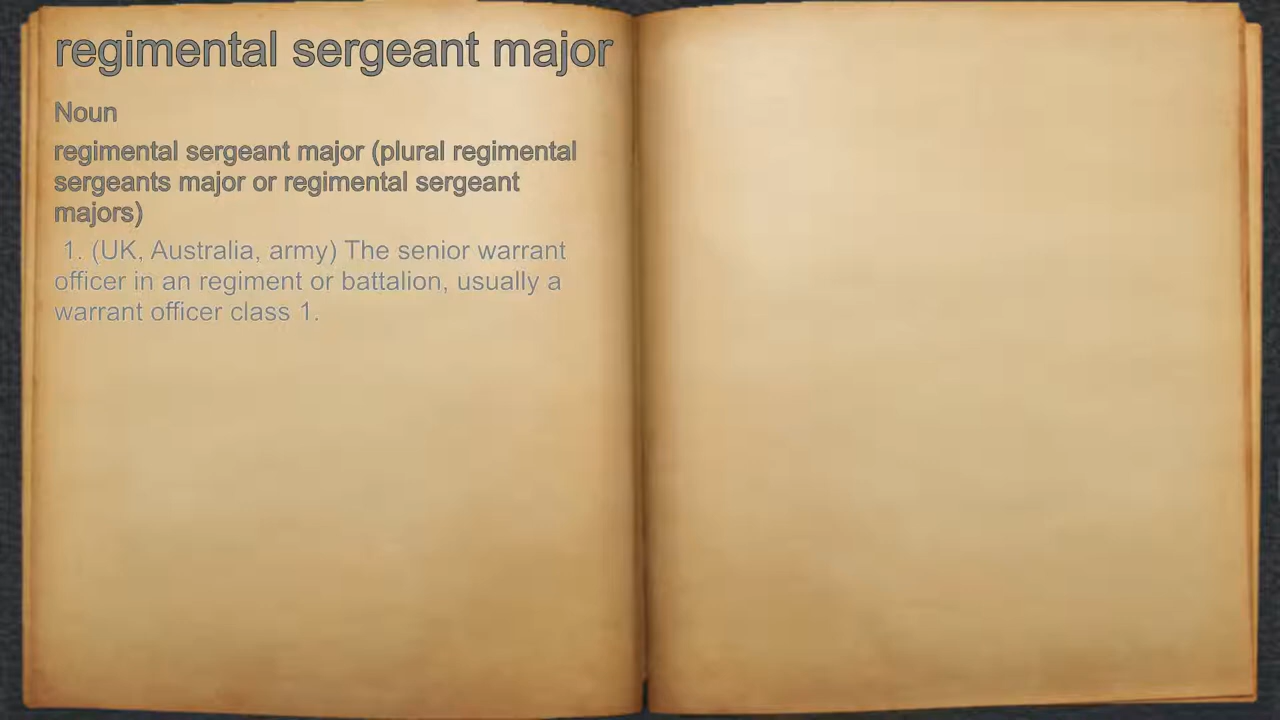 regimental sergeant major
Noun
regimental sergeant major (plural regimental
sergeants major or regimental sergeant
majors)
1. (UK, Australia, army) The senior warrant
officer in an regiment or battalion, usually a
warrant officer class 1.